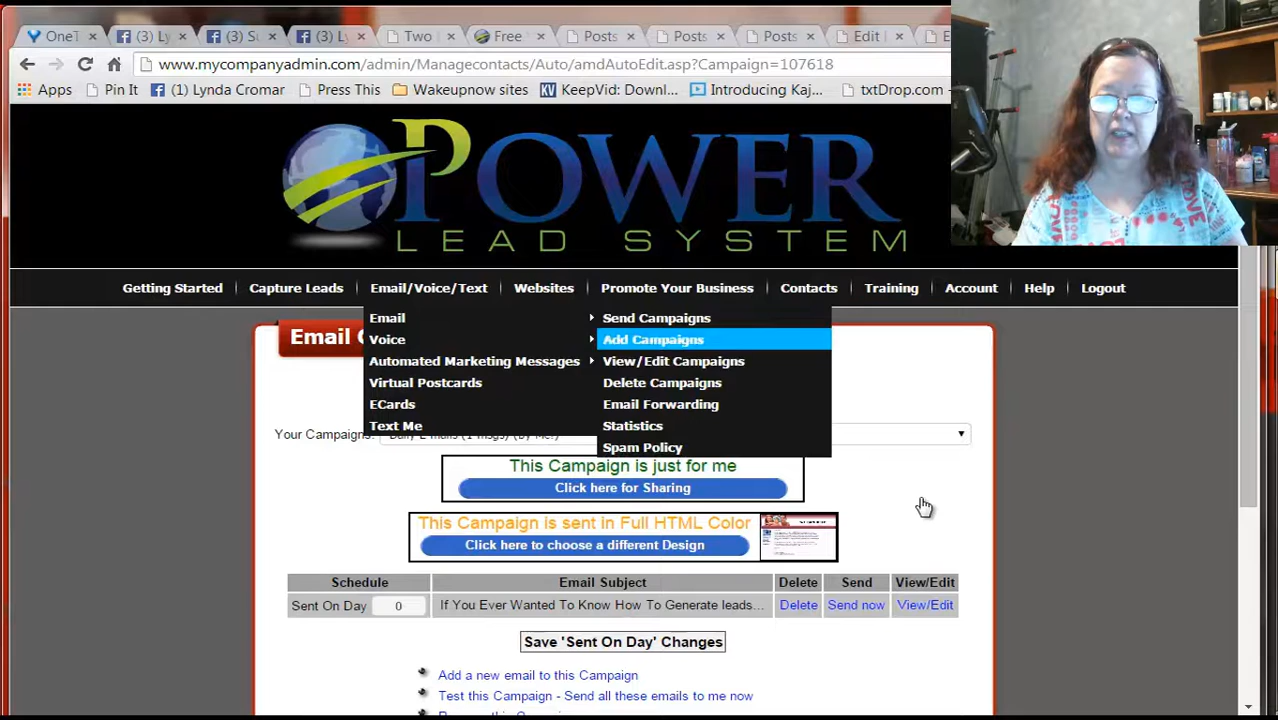 OneT
(3) Ly
(3) S
(3) Ly
Two
Free
Posts
Posts
Posts
Edit
E
www.mycompanyadmin.com/admin/Managecontacts/Auto/amdAutoEdit.asp?Campaign=107618
Apps Pin It (1) Lynda Cromar Press This Wakeupnow sites KeepVid: Downl... Introducing Kaj... txtDrop.com
POWER
LEAD SYSTEM
Getting Started Capture Leads Email/Voice/Text Websites Promote Your Business Contacts Training Account Help Logout
Email
Voice
Automated Marketing Messages
Virtual Postcards
ECards
Text Me
Send Campaigns
Add Campaigns
View/Edit Campaigns
Delete Campaigns
Email Forwarding
Statistics
Spam Policy
Email
Your Campaigns: Daily E-mails (1 msgs) (by Me!)
This Campaign is just for me
Click here for Sharing
This Campaign is sent in Full HTML Color
Click here to choose a different Design
Schedule Email Subject Delete Send View/Edit
Sent On Day 0 If You Ever Wanted To Know How To Generate leads... Delete Send now View/Edit
Save 'Sent On Day' Changes
Add a new email to this Campaign
Test this Campaign - Send all these emails to me now